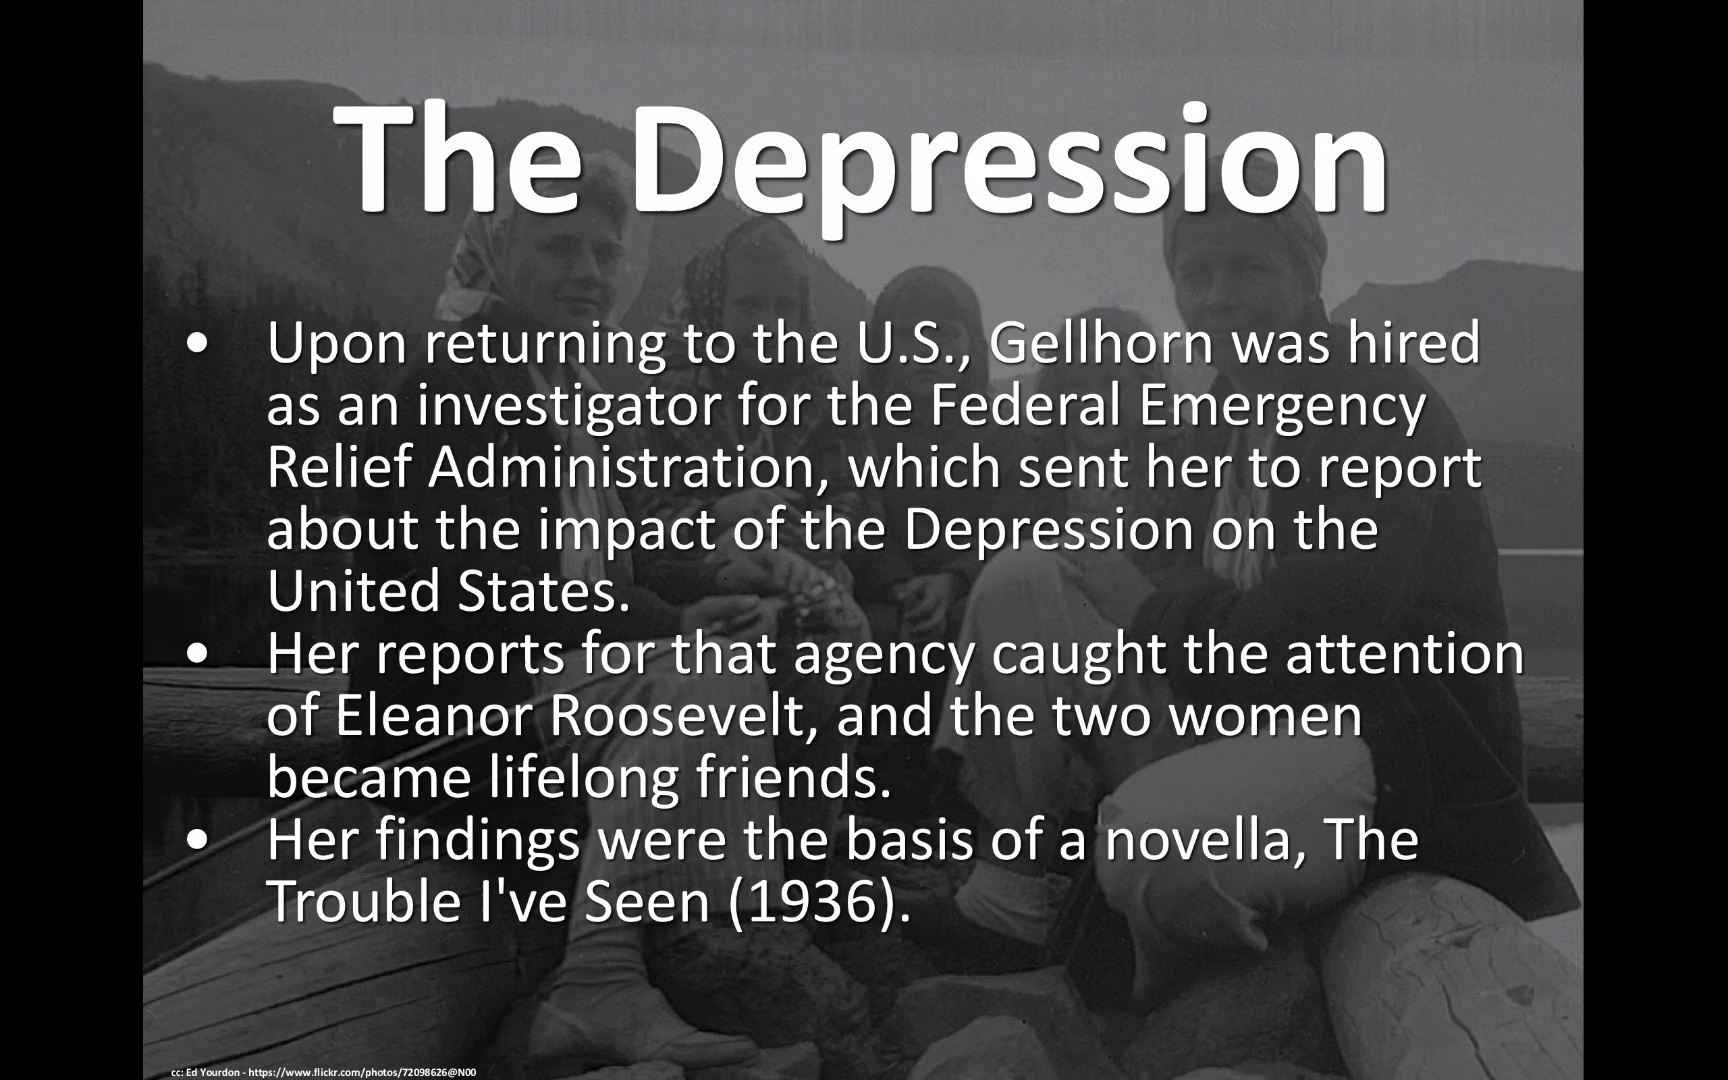 The Depression
• Upon returning to the U.S., Gellhorn was hired
as an investigator for the Federal Emergency
Relief Administration, which sent her to report
about the impact of the Depression on the
United States.
• Her reports for that agency caught the attention
of Eleanor Roosevelt, and the two women
became lifelong friends.
• Her findings were the basis of a novella, The
Trouble I've Seen (1936).
cc: Ed Yourdon - https://www.flickr.com/photos/72098626@N00